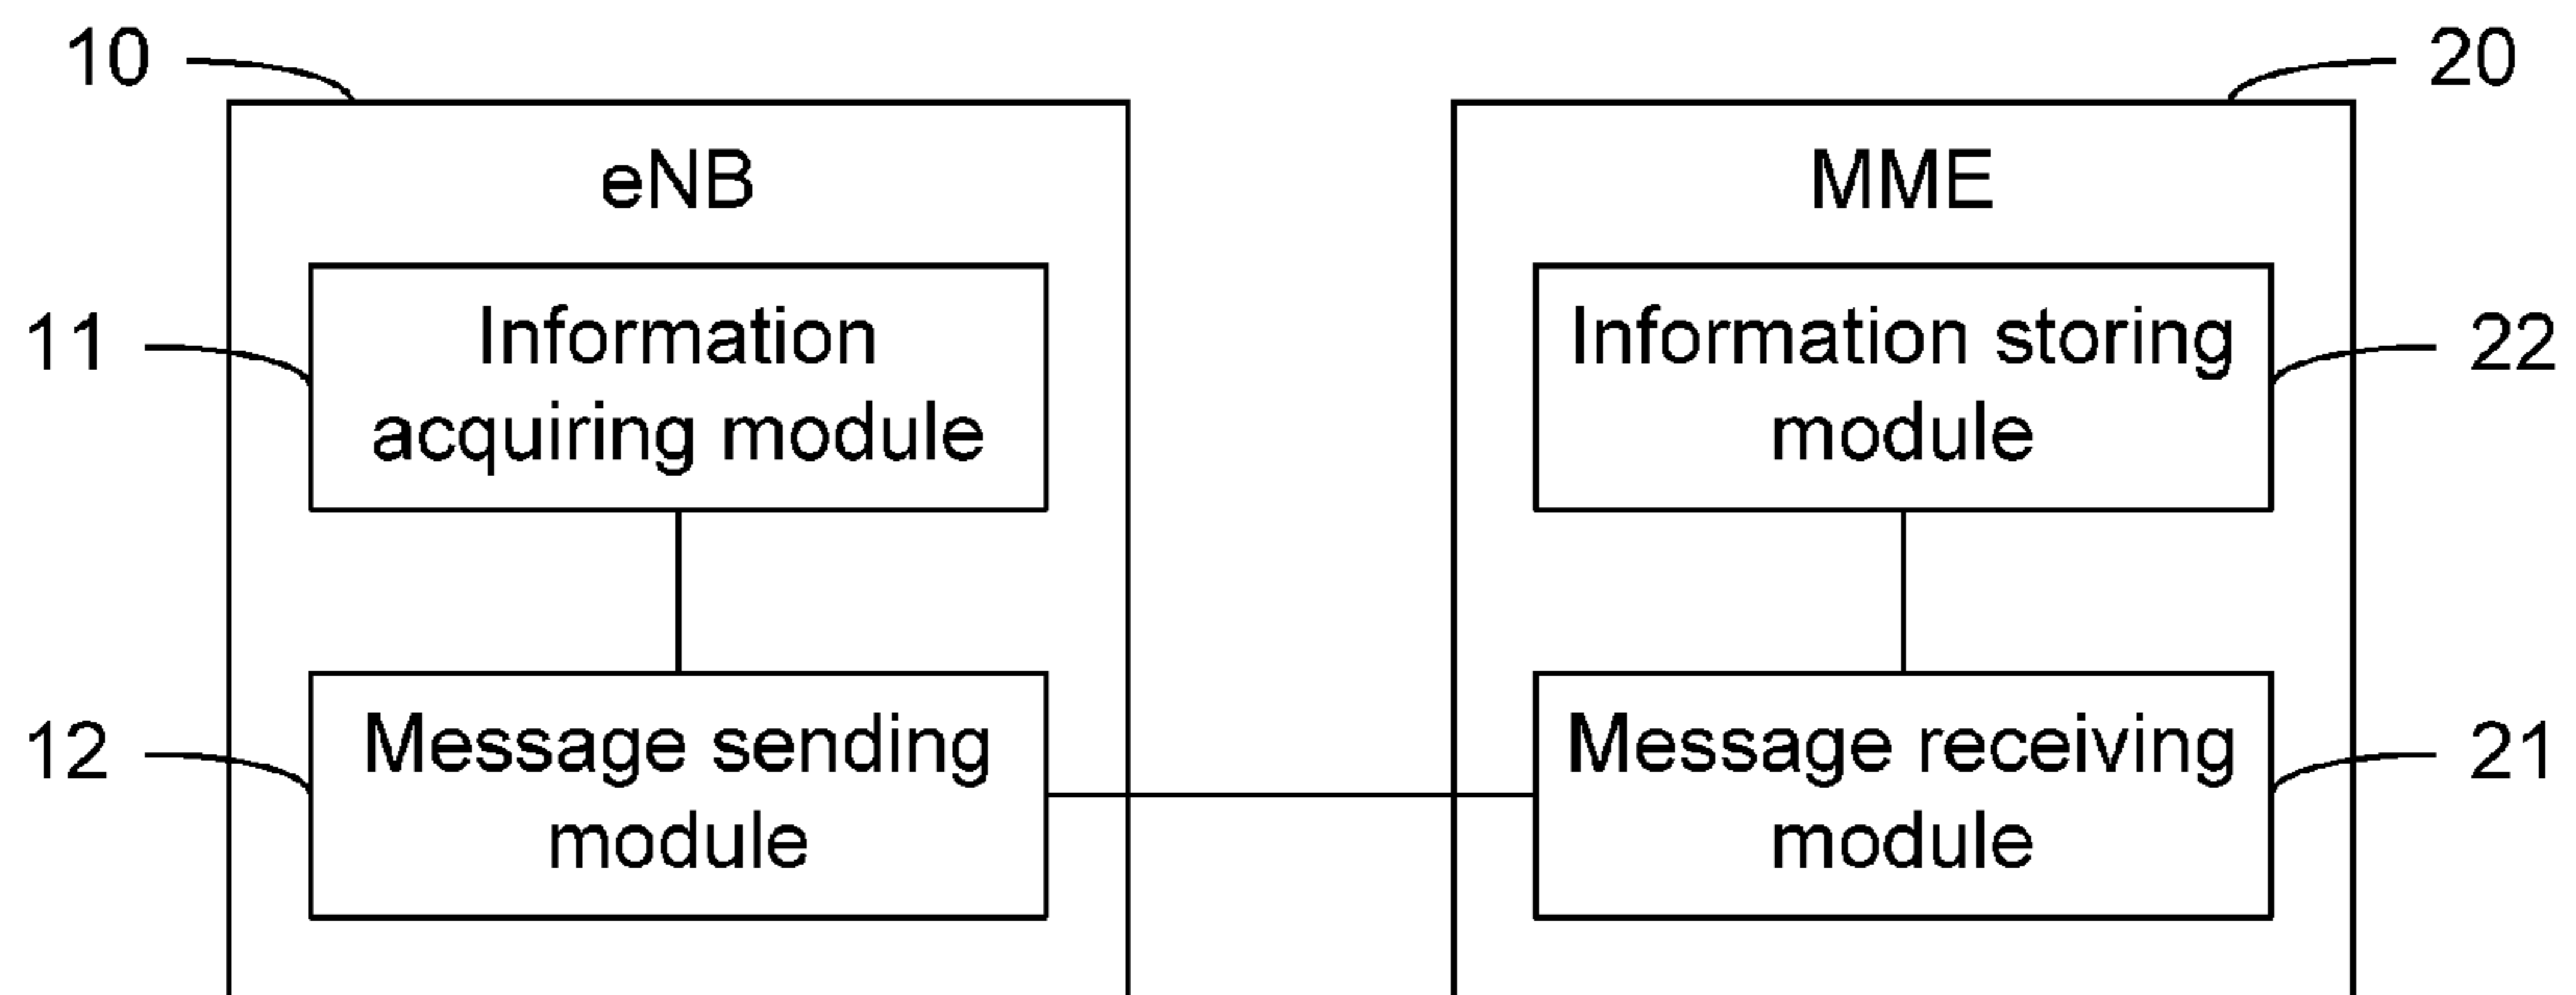 10
20
eNB
MME
11
Information
acquiring module
Information storing
module
22
12
Message sending
module
Message receiving
module
21